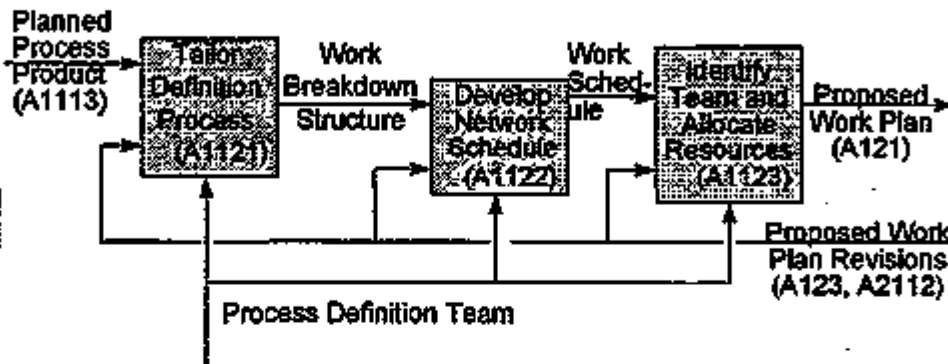 Planned
Process
Product
(A1113)
Tailor
Definition
Process
(A1121)
Work
Breakdown
Structure
Develop
Network
Schedule
(A1122)
Work
Sched-
ule
Identify
Team and
Allocate
Resources
(A1123)
Proposed
Work Plan
(A121)
Proposed Work
Plan Revisions
(A123, A2112)
Process Definition Team